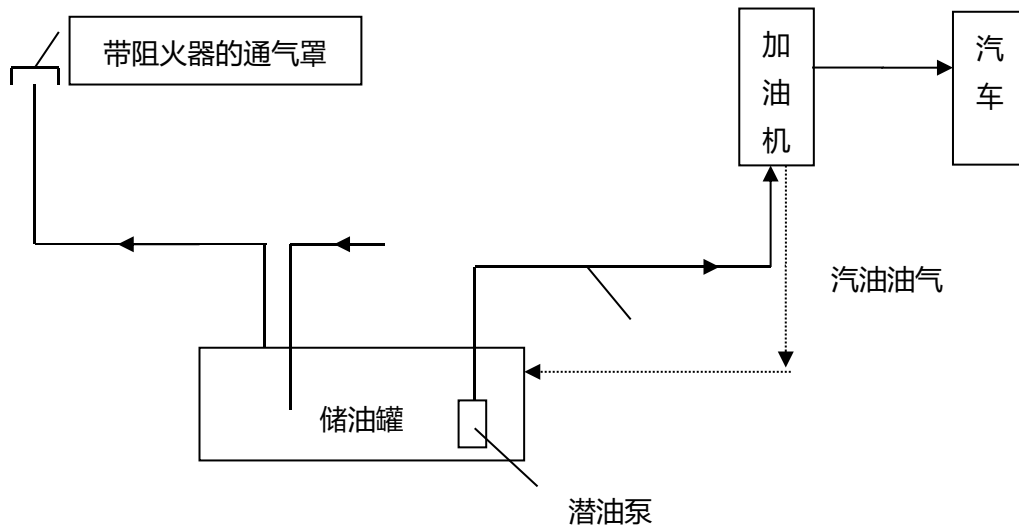 带阻火器的通气罩
加油机
汽车
汽油油气
储油罐
潜油泵